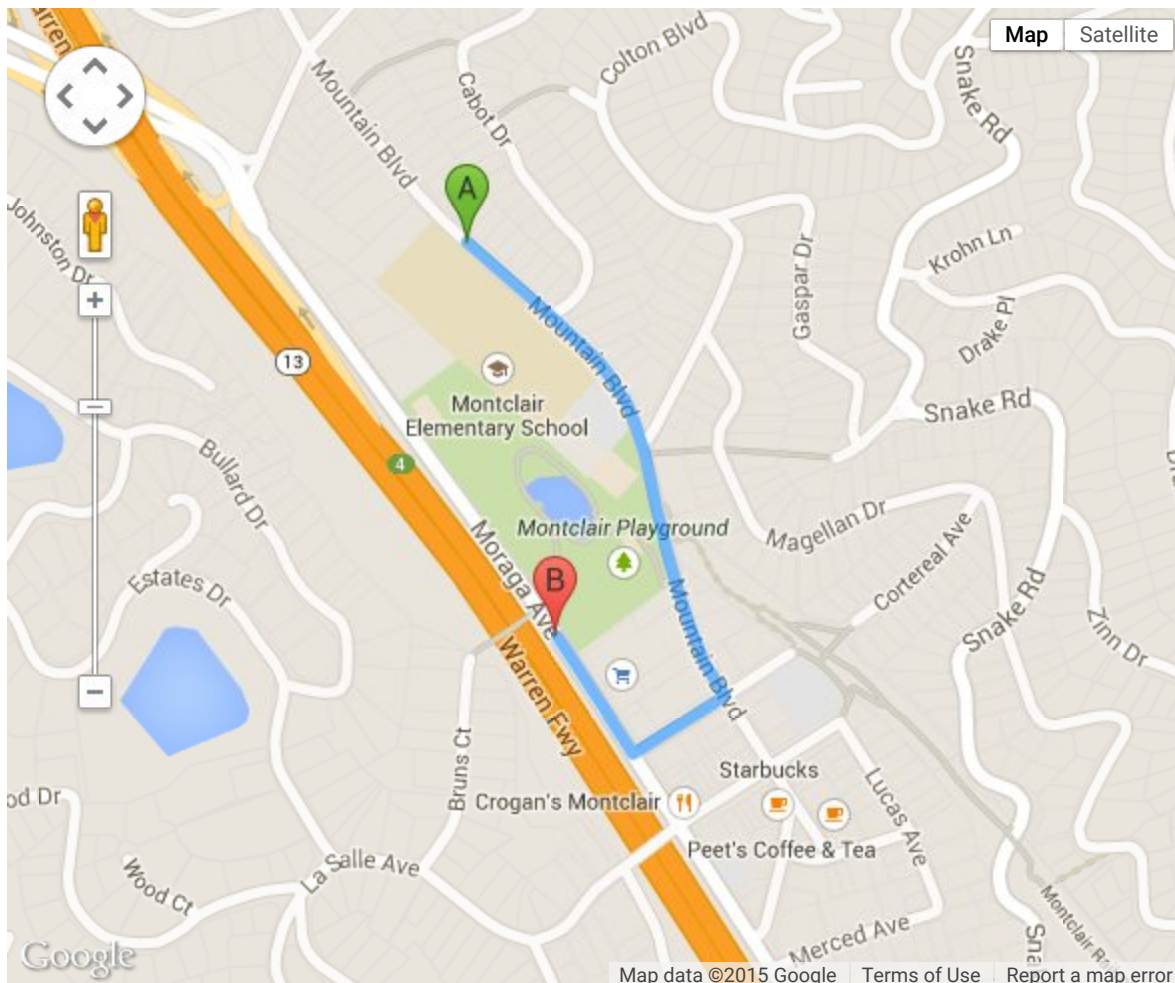 Warren
Map
Satellite
Colton Blvd
Snake Rd
Mountain Blvd
Cabot Dr
A
Johnston Dr
Krohn Ln
Gaspar Dr
Drake Pl
Mountain Blvd
13
Montclair
Elementary School
Snake Rd
Bullard Dr
4
Montclair Playground
Magellan Dr
Cortereal Ave
Moraga Ave
B
Estates Dr
Mountain Blvd
Snake Rd
Zinn Dr
Warren Fwy
Bruns Ct
Starbucks
Crogan's Montclair
Lucas Ave
Peet's Coffee & Tea
od Dr
La Salle Ave
Wood Ct
Merced Ave
Montclair
Sna
Google
Map data ©2015 Google
Terms of Use
Report a map error